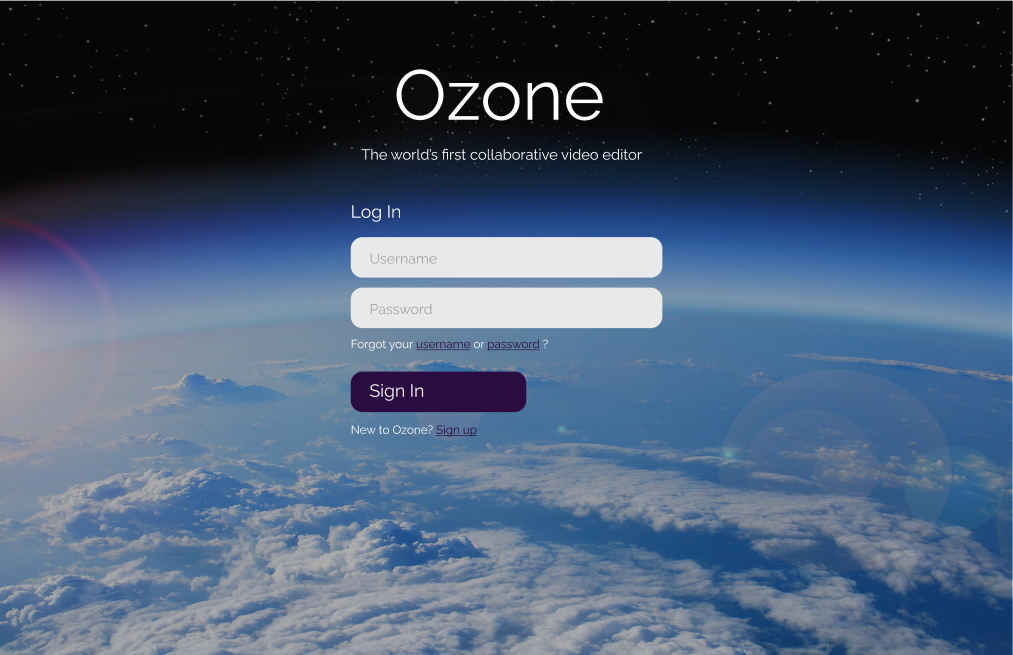 Ozone
The world's first collaborative video editor
Log In
Username
Password
Forgot your username or password ?
Sign In
New to Ozone? Sign up